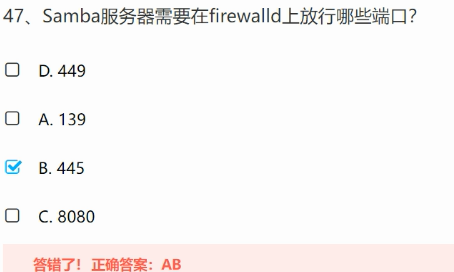 47、Samba服务器需要在firewalld上放行哪些端口?
D. 449
A. 139
B. 445
C. 8080
答错了！正确答案：AB